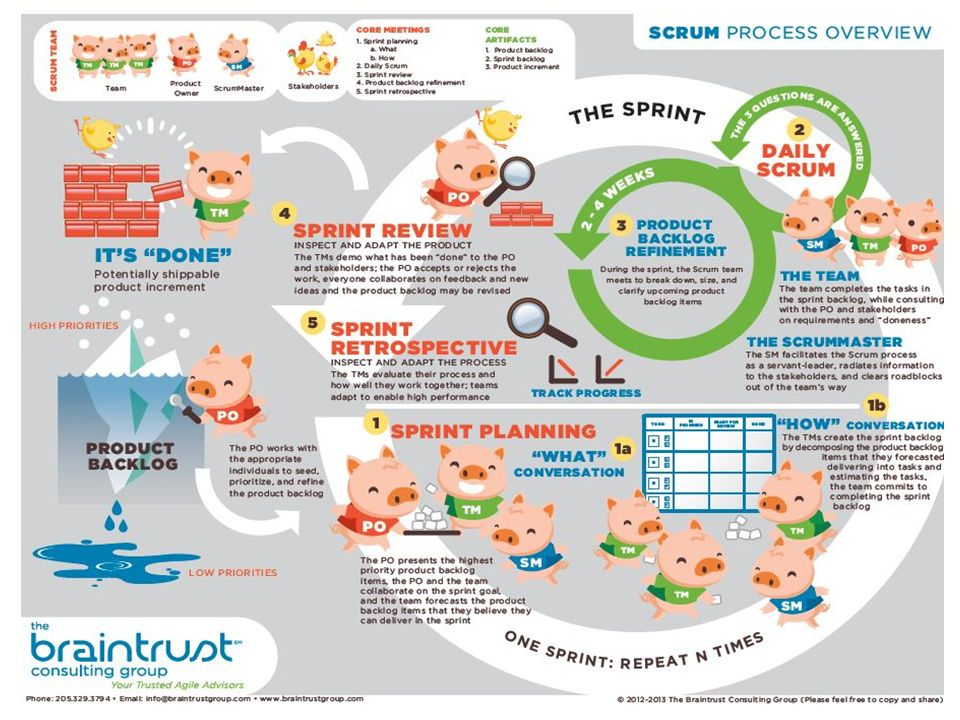 SCRUM PROCESS OVERVIEW
SCRUM TEAM
TM
TM
TM
PO
SM
Team
Product
Owner
ScrumMaster
Stakeholders
CORE MEETINGS
1. Sprint planning
a. What
b. How
2. Daily Scrum
3. Sprint review
4. Product backlog refinement
5. Sprint retrospective
CORE
ARTIFACTS
1. Product backlog
2. Sprint backlog
3. Product increment
THE SPRINT
THE 3 QUESTIONS ARE ANSWERED
2
DAILY
SCRUM
SM
TM
PO
THE TEAM
The team completes the tasks in
the sprint backlog, while consulting
with the PO and stakeholders
on requirements and "doneness"
THE SCRUMMASTER
The SM facilitates the Scrum process
as a servant-leader, radiates information
to the stakeholders, and clears roadblocks
out of the team's way
2 - 4 WEEKS
3
PRODUCT
BACKLOG
REFINEMENT
During the sprint, the Scrum team
meets to break down, size, and
clarify upcoming product
backlog items
TM
IT'S "DONE"
Potentially shippable
product increment
PO
4
SPRINT REVIEW
INSPECT AND ADAPT THE PRODUCT
The TMs demo what has been "done" to the PO
and stakeholders; the PO accepts or rejects the
work, everyone collaborates on feedback and new
ideas and the product backlog may be revised
5
SPRINT
RETROSPECTIVE
INSPECT AND ADAPT THE PROCESS
The TMs evaluate their process and
how well they work together; teams
adapt to enable high performance
TRACK PROGRESS
HIGH PRIORITIES
PO
PRODUCT
BACKLOG
The PO works with
the appropriate
individuals to seed,
prioritize, and refine
the product backlog
LOW PRIORITIES
1
SPRINT PLANNING
"WHAT"
CONVERSATION
1a
PO
TM
SM
The PO presents the highest
priority product backlog
items, the PO and the team
collaborate on the sprint goal,
and the team forecasts the product
backlog items that they believe they
can deliver in the sprint
TO DO
IN PROGRESS
READY FOR REVIEW
DONE
1b
"HOW" CONVERSATION
The TMs create the sprint backlog
by decomposing the product backlog
items that they forecasted
delivering into tasks and
estimating the tasks,
the team commits to
completing the sprint
backlog
TM
TM
TM
SM
ONE SPRINT: REPEAT N TIMES
the
braintrust SM
consulting group
Your Trusted Agile Advisors
Phone: 205.329.3794 • Email: info@braintrustgroup.com • www.braintrustgroup.com
© 2012-2013 The Braintrust Consulting Group (Please feel free to copy and share)